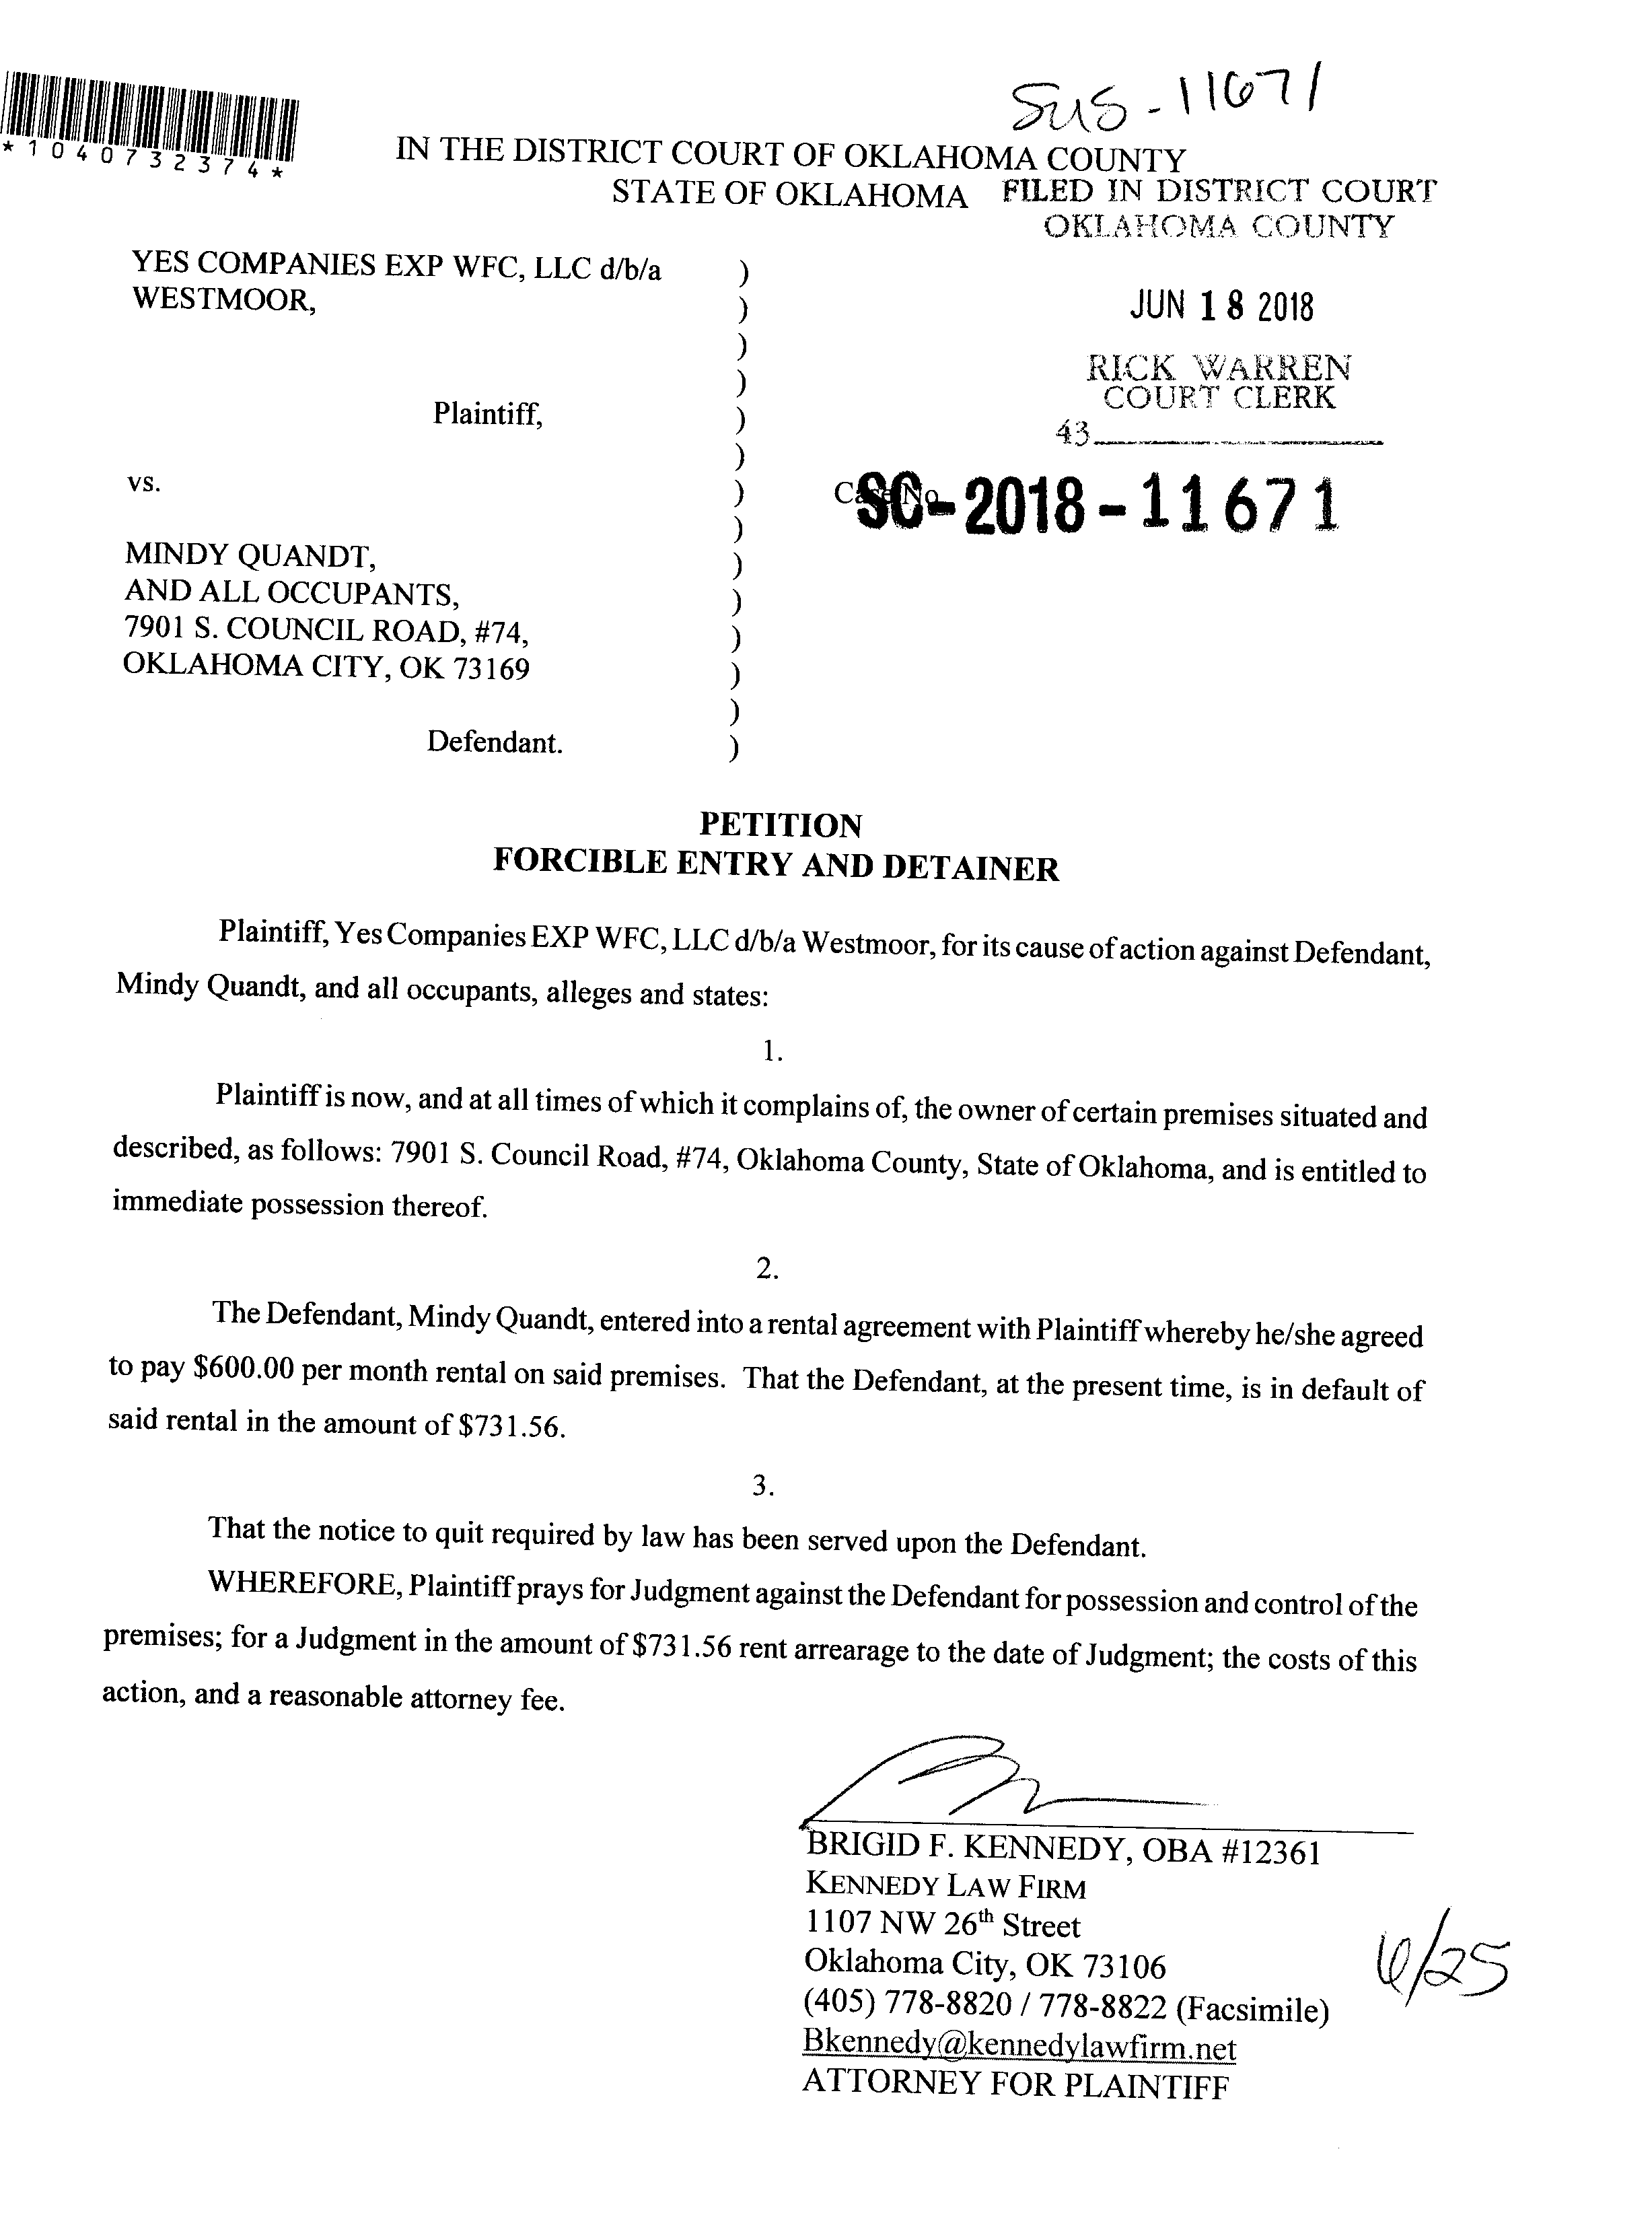 SUS-11671
*1040732374*
IN THE DISTRICT COURT OF OKLAHOMA COUNTY
STATE OF OKLAHOMA
FILED IN DISTRICT COURT
OKLAHOMA COUNTY
JUN 18 2018
RICK WARREN
COURT CLERK
43
YES COMPANIES EXP WFC, LLC d/b/a )
WESTMOOR, )
)
)
Plaintiff, )
)
vs. )
)
MINDY QUANDT, )
AND ALL OCCUPANTS, )
7901 S. COUNCIL ROAD, #74, )
OKLAHOMA CITY, OK 73169 )
)
Defendant. )
Case No.
SC-2018-11671
PETITION
FORCIBLE ENTRY AND DETAINER
Plaintiff, Yes Companies EXP WFC, LLC d/b/a Westmoor, for its cause of action against Defendant,
Mindy Quandt, and all occupants, alleges and states:
1.
Plaintiff is now, and at all times of which it complains of, the owner of certain premises situated and
described, as follows: 7901 S. Council Road, #74, Oklahoma County, State of Oklahoma, and is entitled to
immediate possession thereof.
2.
The Defendant, Mindy Quandt, entered into a rental agreement with Plaintiff whereby he/she agreed
to pay $600.00 per month rental on said premises. That the Defendant, at the present time, is in default of
said rental in the amount of $731.56.
3.
That the notice to quit required by law has been served upon the Defendant.
WHEREFORE, Plaintiff prays for Judgment against the Defendant for possession and control of the
premises; for a Judgment in the amount of $731.56 rent arrearage to the date of Judgment; the costs of this
action, and a reasonable attorney fee.
BRIGID F. KENNEDY, OBA #12361
KENNEDY LAW FIRM
1107 NW 26th Street
Oklahoma City, OK 73106
(405) 778-8820 / 778-8822 (Facsimile)
Bkennedy@kennedylawfirm.net
ATTORNEY FOR PLAINTIFF
6/25